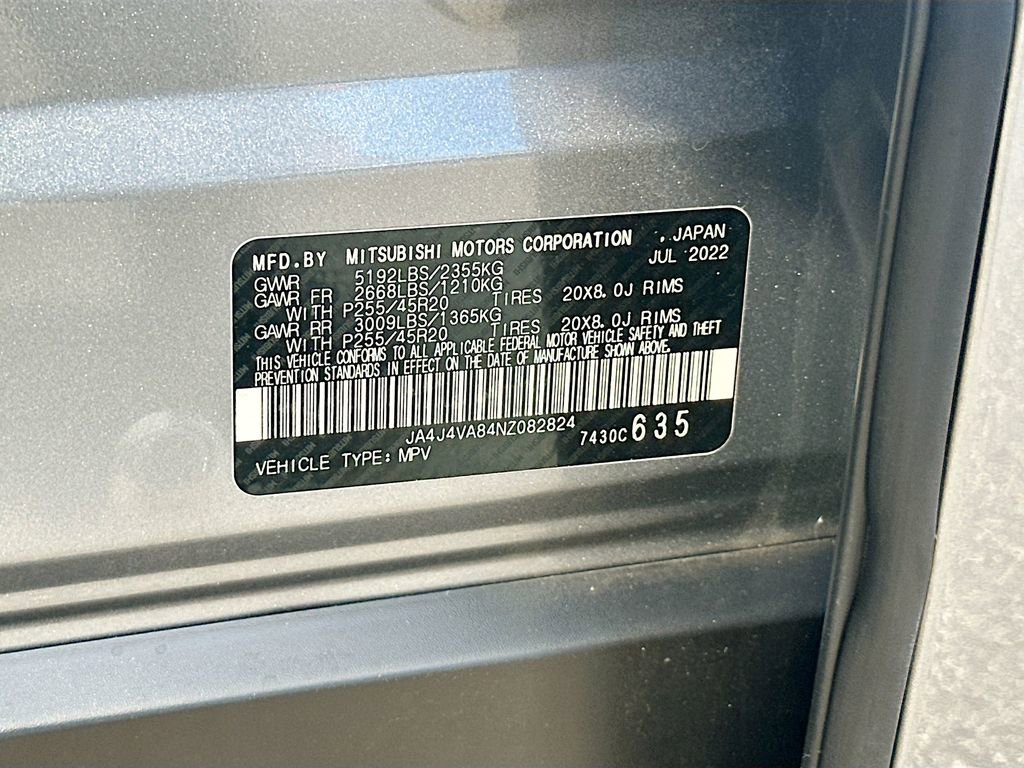 MFD.BY MITSUBISHI MOTORS CORPORATION , JAPAN
JUL 2022
GVWR 5192LBS/2355KG
GAWR FR 2668LBS/1210KG
WITH P255/45R20 TIRES 20X8.0J RIMS
GAWR RR 3009LBS/1365KG
WITH P255/45R20 TIRES 20X8.0J RIMS
THIS VEHICLE CONFORMS TO ALL APPLICABLE FEDERAL MOTOR VEHICLE SAFETY AND THEFT
PREVENTION STANDARDS IN EFFECT ON THE DATE OF MANUFACTURE SHOWN ABOVE.
JA4J4VA84NZ082824
7430C 635
VEHICLE TYPE: MPV